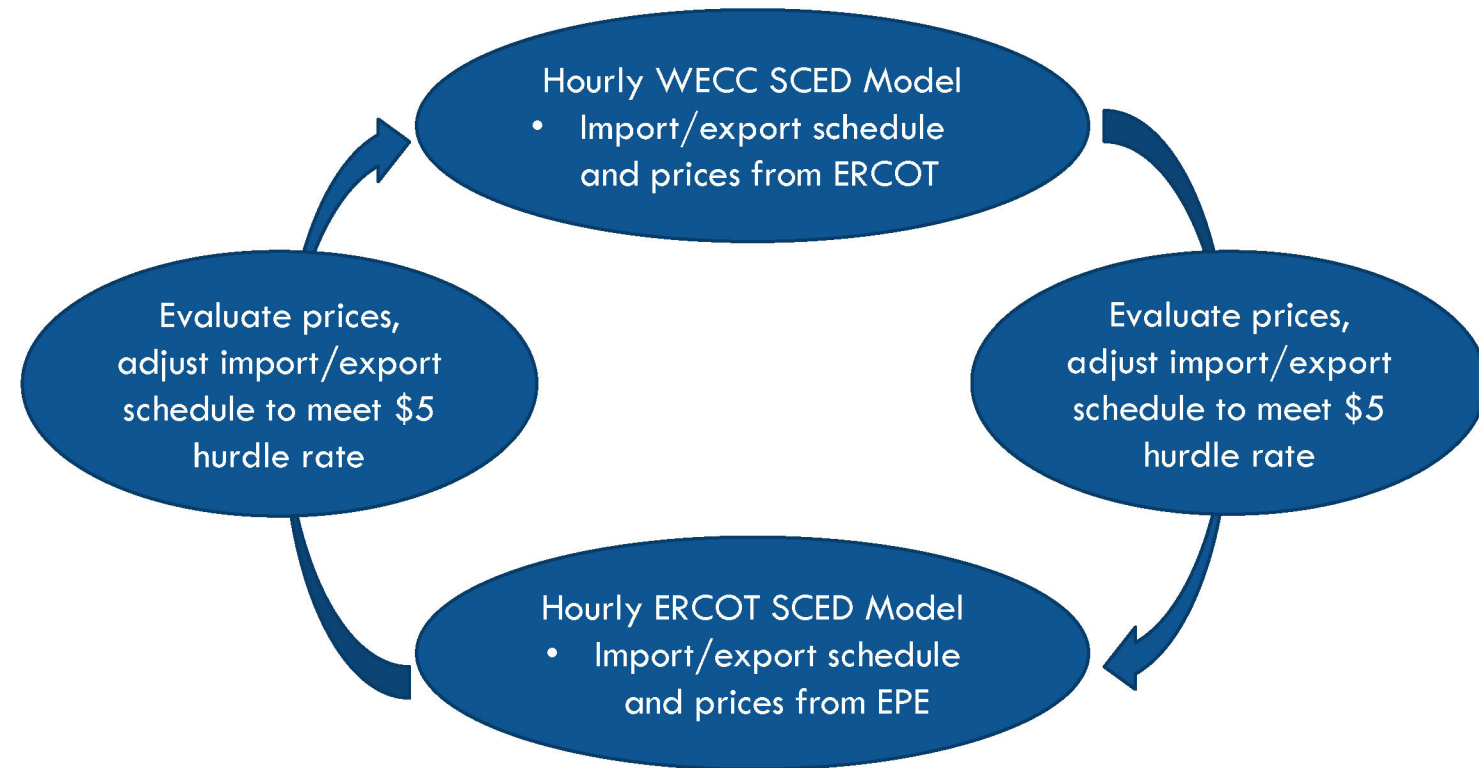 Hourly WECC SCED Model
• Import/export schedule
and prices from ERCOT
Evaluate prices,
adjust import/export
schedule to meet $5
hurdle rate
Evaluate prices,
adjust import/export
schedule to meet $5
hurdle rate
Hourly ERCOT SCED Model
• Import/export schedule
and prices from EPE